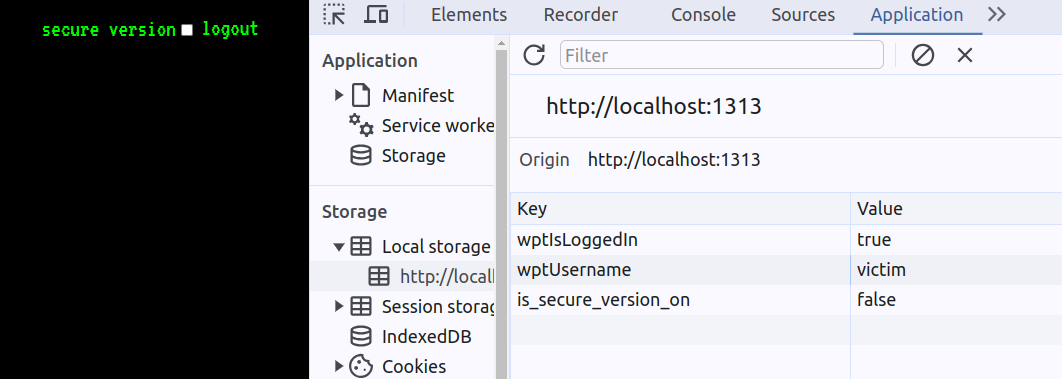 secure version logout
Elements Recorder Console Sources Application
Filter
Application
Manifest
Service worke
Storage
Storage
Local storage
http://local
Session storag
IndexedDB
Cookies
http://localhost:1313
Origin http://localhost:1313
Key Value
wptIsLoggedIn true
wptUsername victim
is_secure_version_on false